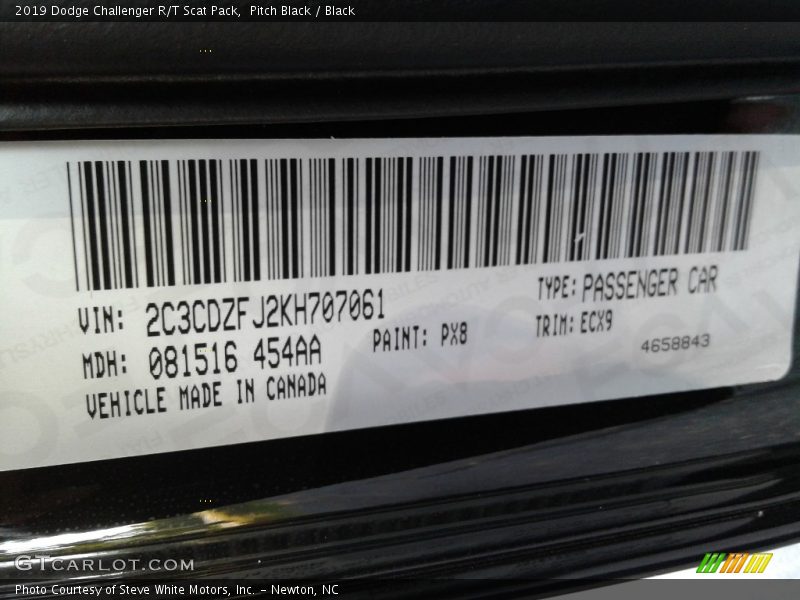 2019 Dodge Challenger R/T Scat Pack, Pitch Black / Black
VIN: 2C3CDZFJ2KH707061
TYPE: PASSENGER CAR
MDH: 081516 454AA
PAINT: PX8
TRIM: ECX9
4658843
VEHICLE MADE IN CANADA
GTCARLOT.COM
Photo Courtesy of Steve White Motors, Inc. – Newton, NC